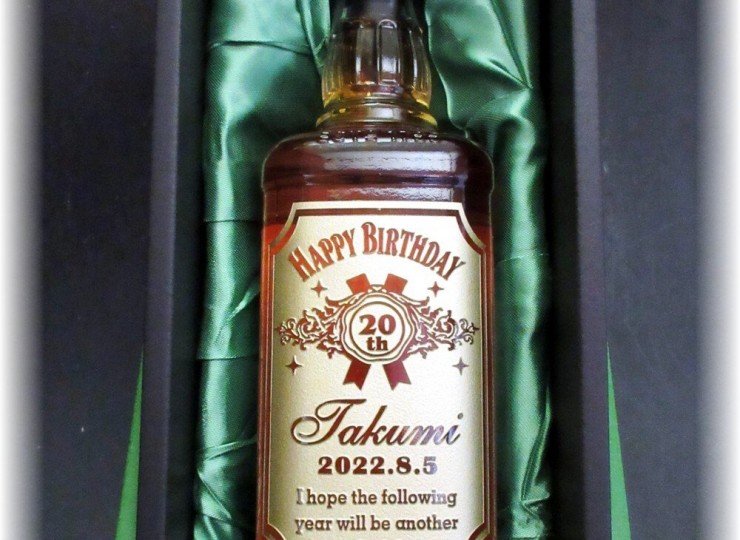 HAPPY BIRTHDAY
20
th
Takumi
2022.8.5
I hope the following
year will be another